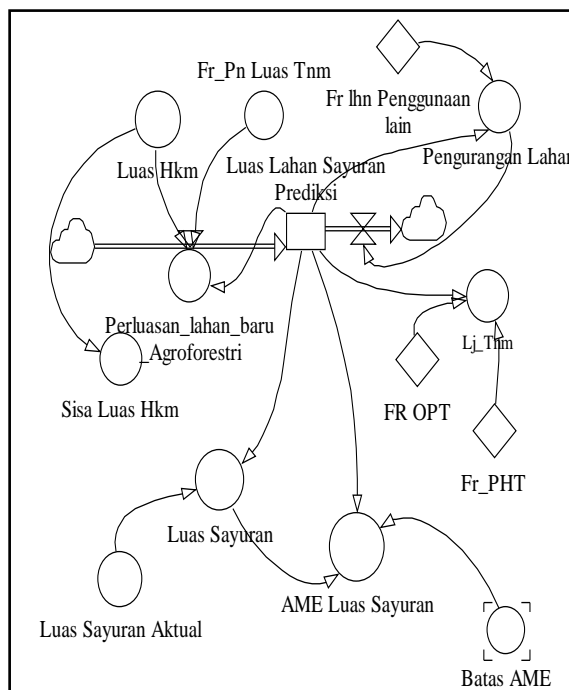 Fr_Pn Luas Tnm
Fr lhn Penggunaan
lain
Luas Hkm
Luas Lahan Sayuran
Prediksi
Pengurangan Lahan
Perluasan_lahan_baru
_Agroforestri
Lj_Tnm
Sisa Luas Hkm
FR OPT
Fr_PHT
Luas Sayuran
AME Luas Sayuran
Luas Sayuran Aktual
Batas AME